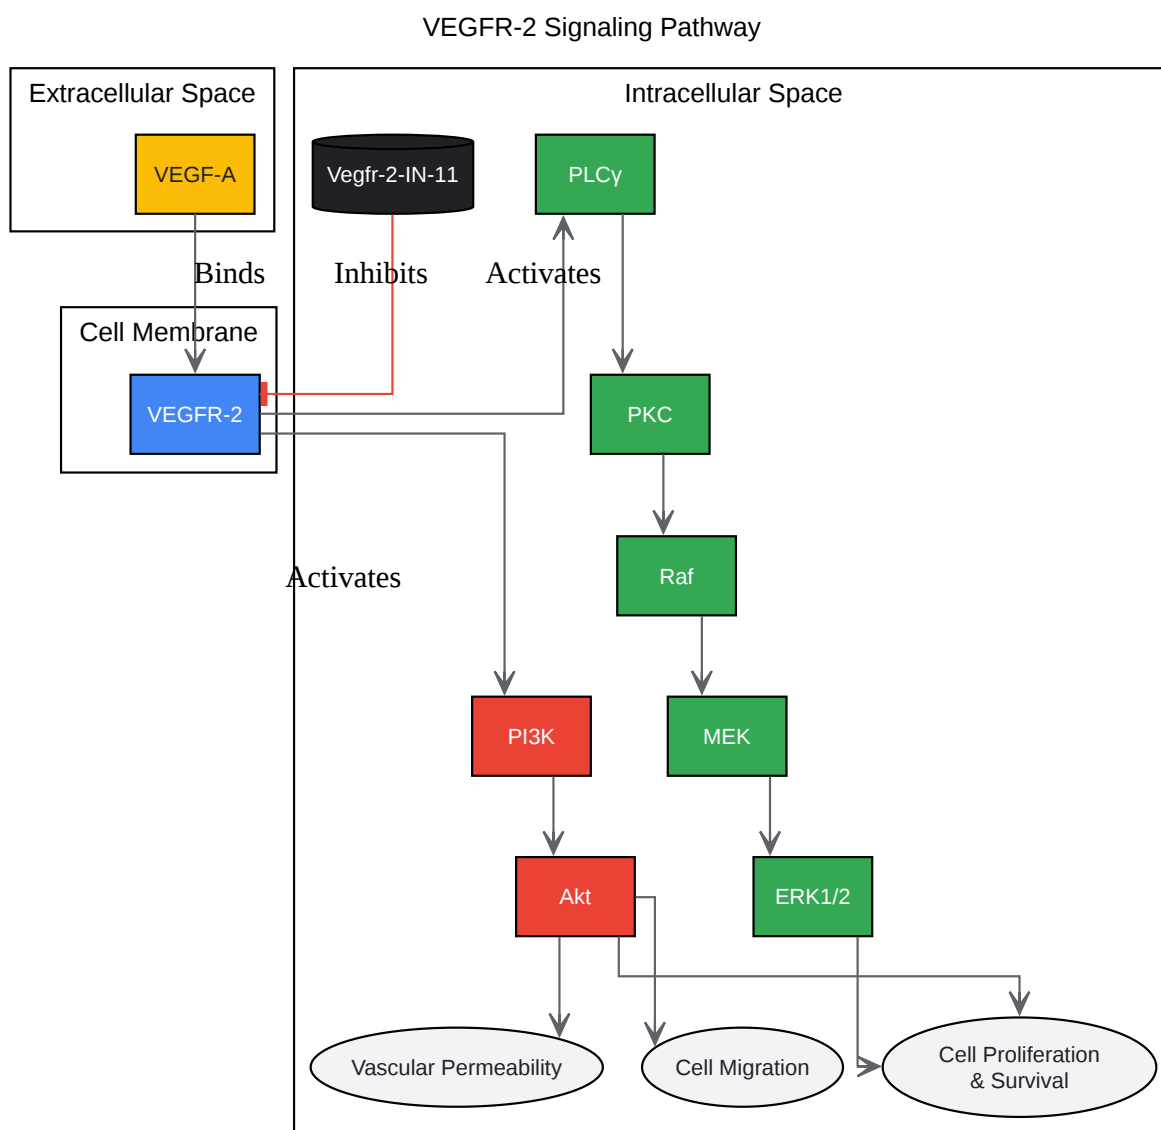 VEGFR-2 Signaling Pathway
Extracellular Space
Intracellular Space
VEGF-A
Vegfr-2-IN-11
PLCγ
Binds
Inhibits
Activates
Cell Membrane
VEGFR-2
PKC
Raf
Activates
PI3K
MEK
Akt
ERK1/2
Vascular Permeability
Cell Migration
Cell Proliferation
& Survival